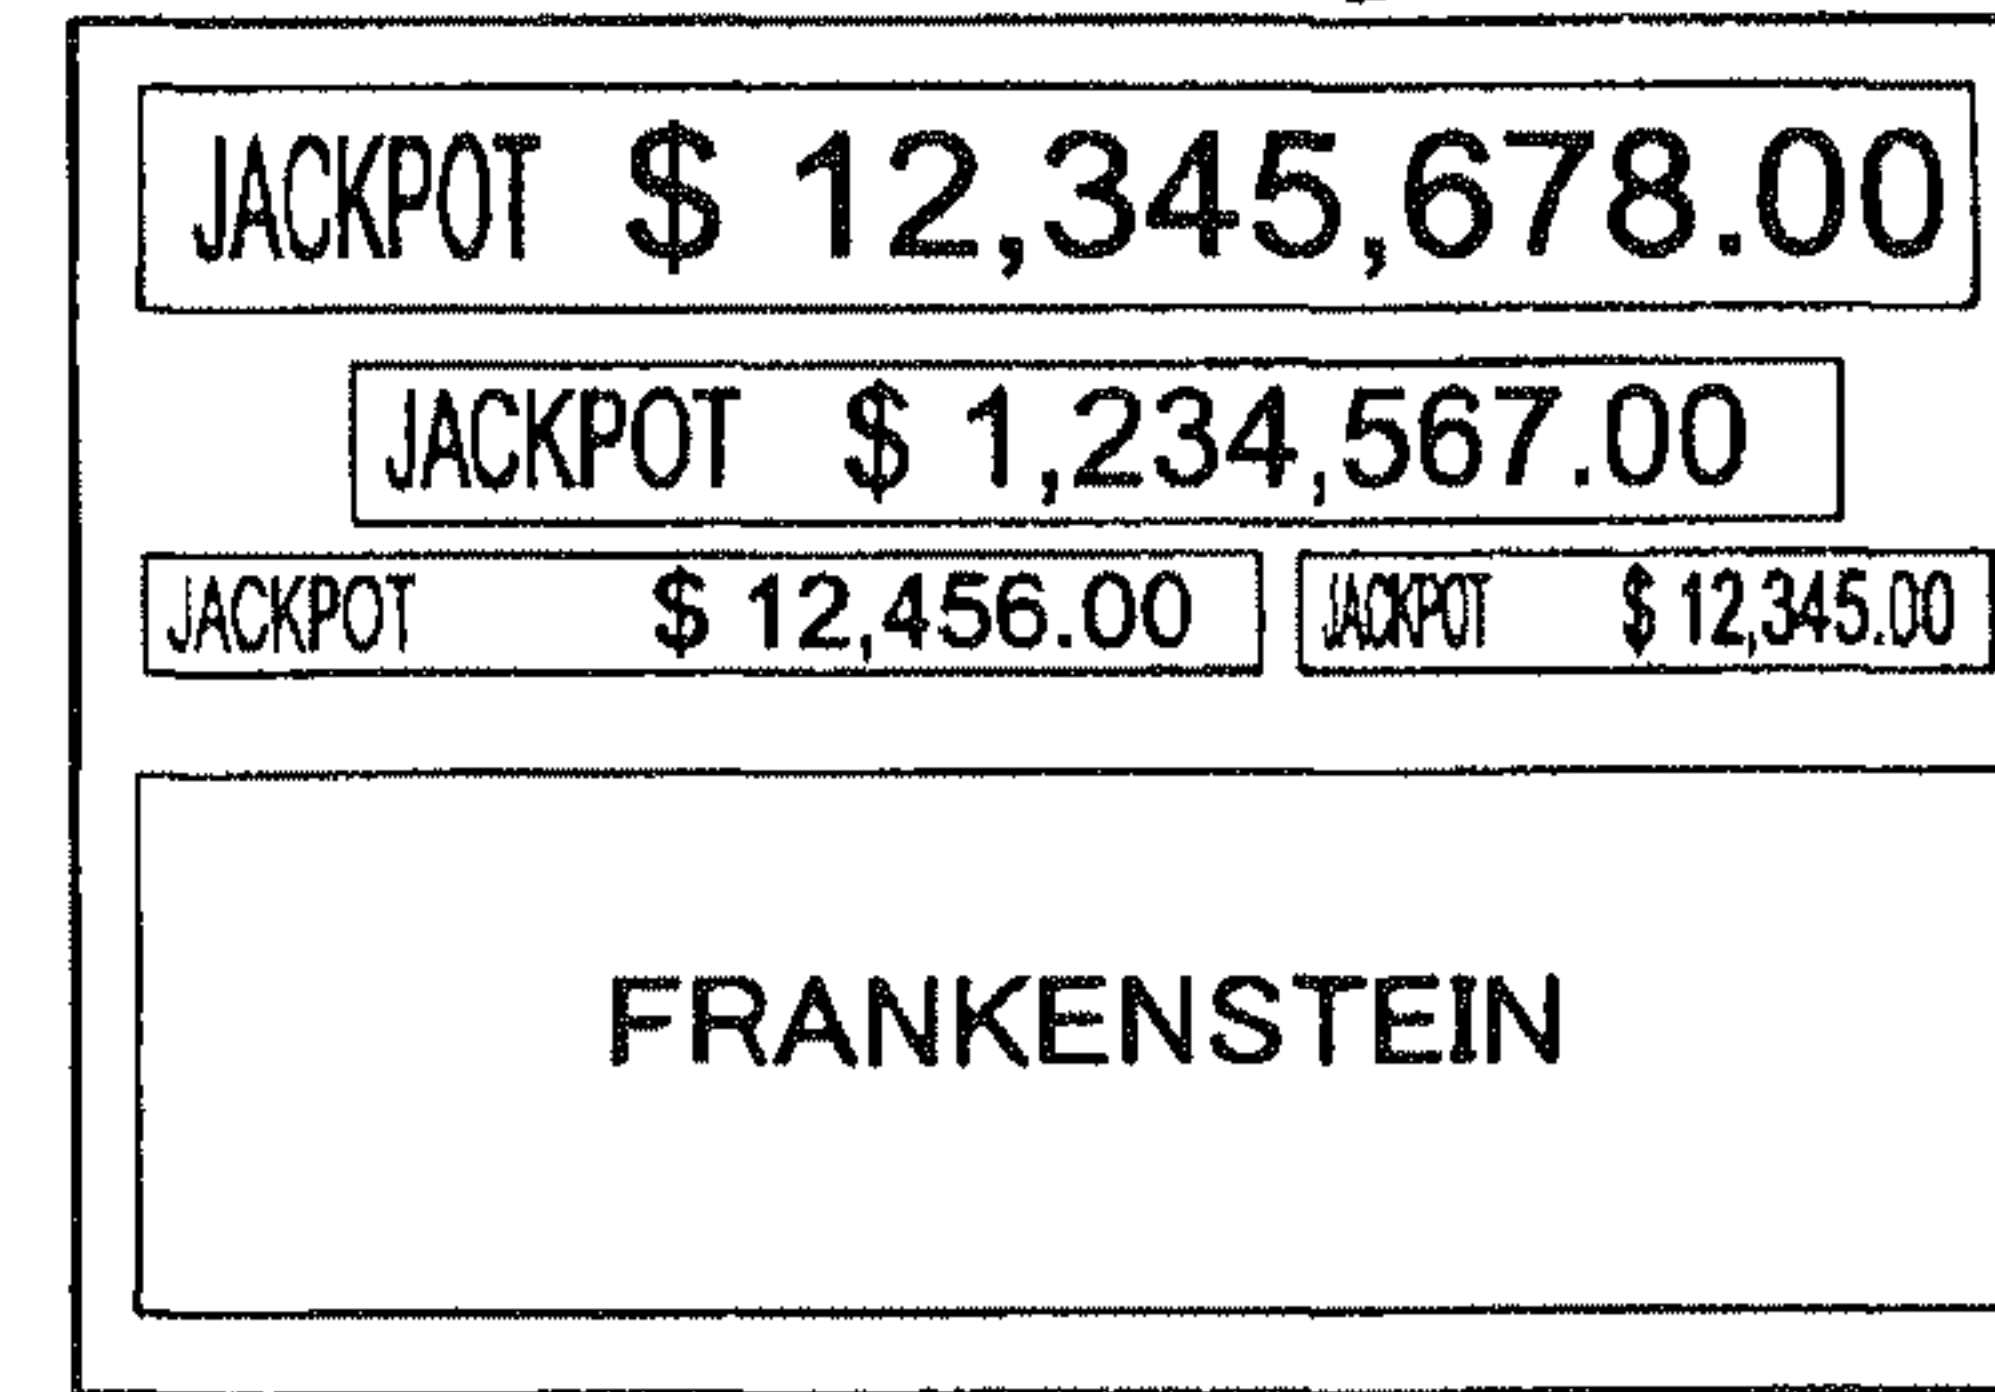 JACKPOT $ 12,345,678.00
JACKPOT $ 1,234,567.00
JACKPOT $ 12,456.00 JACKPOT $ 12,345.00
FRANKENSTEIN